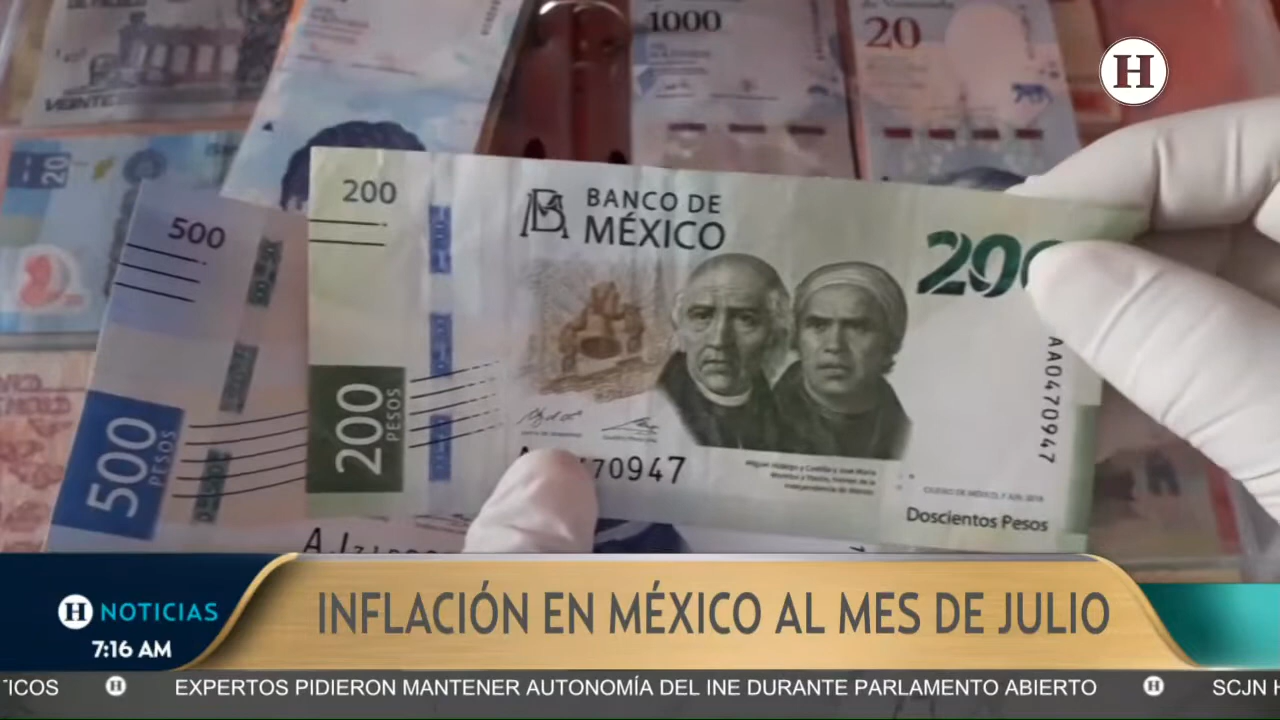 VEINTE
20
1000
20
H
500
200
BANCO DE
MÉXICO
200
AA0470947
500
PESOS
200
PESOS
70947
Doscientos Pesos
INFLACIÓN EN MÉXICO AL MES DE JULIO
H NOTICIAS
7:16 AM
TICOS H EXPERTOS PIDIERON MANTENER AUTONOMÍA DEL INE DURANTE PARLAMENTO ABIERTO H SCJN H